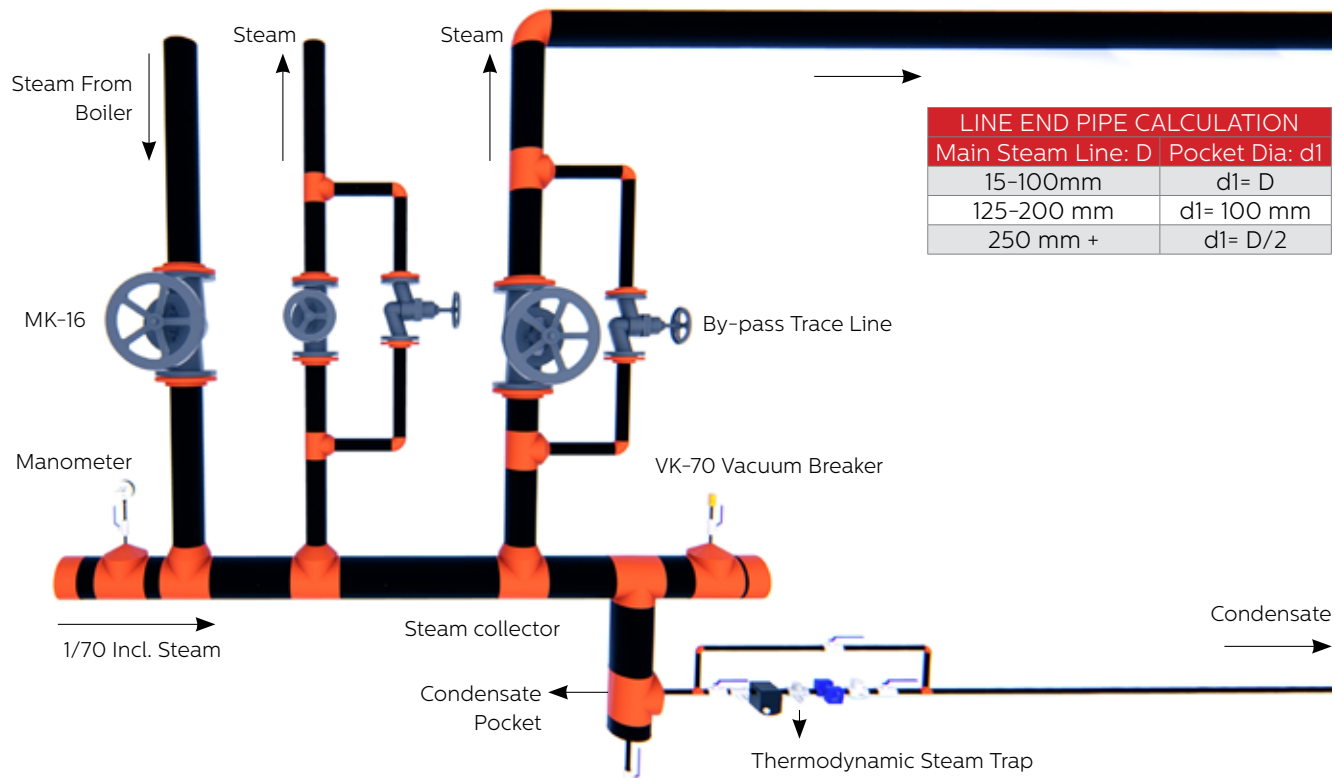 Steam
Steam
Steam From
Boiler
LINE END PIPE CALCULATION
Main Steam Line: D Pocket Dia: d1
15-100mm d1= D
125-200 mm d1= 100 mm
250 mm + d1= D/2
MK-16
By-pass Trace Line
Manometer
VK-70 Vacuum Breaker
1/70 Incl. Steam
Steam collector
Condensate
Condensate
Pocket
Thermodynamic Steam Trap